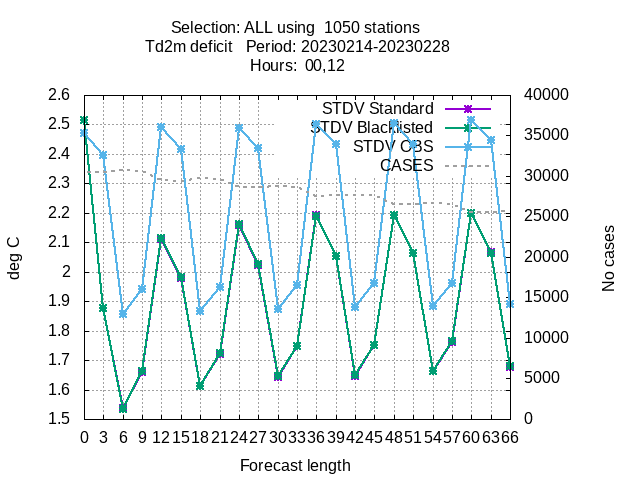 Selection: ALL using  1050 stations
Td2m deficit   Period: 20230214-20230228
Hours:  00,12
2.6
2.5
2.4
2.3
2.2
2.1
2
1.9
1.8
1.7
1.6
1.5
deg C
STDV Standard
STDV Blacklisted
STDV OBS
CASES
40000
35000
30000
25000
20000
15000
10000
5000
0
No cases
0 3 6 9 12 15 18 21 24 27 30 33 36 39 42 45 48 51 54 57 60 63 66
Forecast length